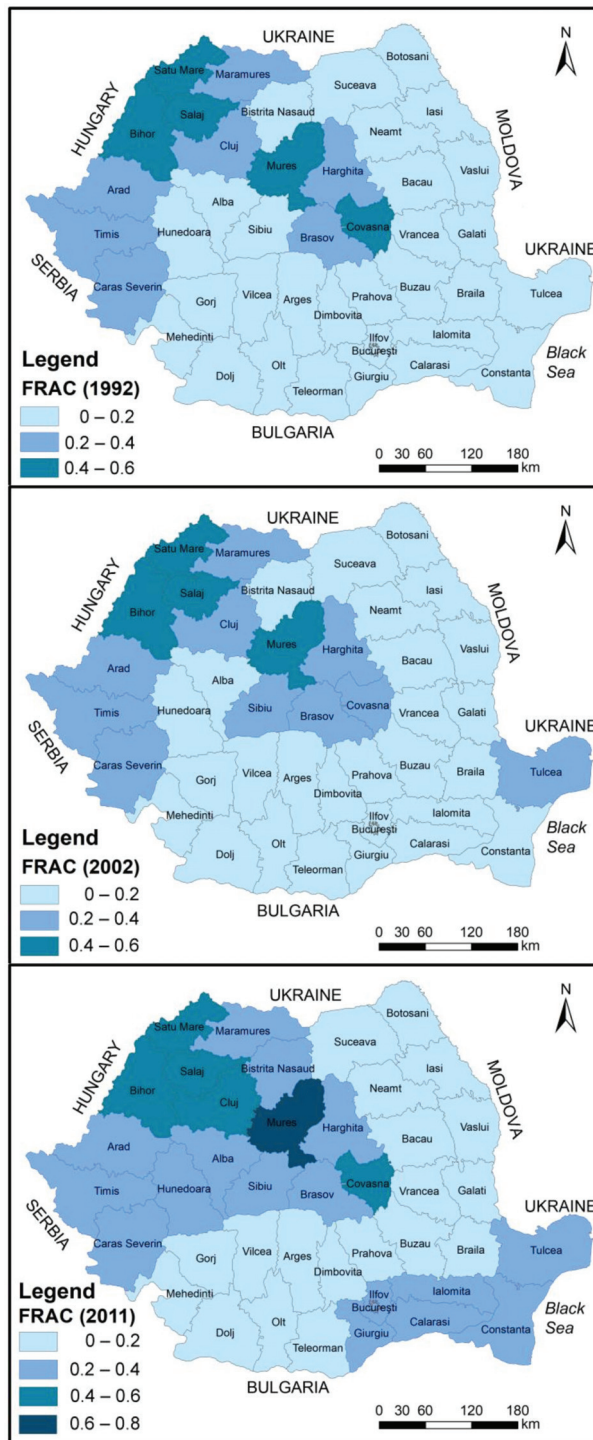 UKRAINE
N
Botosani
Satu Mare
Maramures
Suceava
HUNGARY
Salaj
Bistrita Nasaud
Iasi
MOLDOVA
Bihor
Cluj
Neamt
Mures
Harghita
Bacau
Vaslui
Arad
Alba
Covasna
Timis
Hunedoara
Sibiu
Brasov
Vrancea
Galati
UKRAINE
SERBIA
Caras Severin
Gorj
Vilcea
Arges
Prahova
Buzau
Braila
Tulcea
Mehedinti
Dimbovita
Ilfov
Ialomita
Legend
Bucureşti
Black
Sea
FRAC (1992)
Dolj
Olt
Teleorman
Giurgiu
Calarasi
Constanta
0 – 0.2
0.2 – 0.4
BULGARIA
0 30 60 120 180
0.4 – 0.6
km
UKRAINE
N
Botosani
Satu Mare
Maramures
Suceava
HUNGARY
Salaj
Bistrita Nasaud
Iasi
MOLDOVA
Bihor
Cluj
Neamt
Mures
Harghita
Bacau
Vaslui
Arad
Alba
Timis
Hunedoara
Sibiu
Brasov
Covasna
Vrancea
Galati
UKRAINE
SERBIA
Caras Severin
Gorj
Vilcea
Arges
Prahova
Buzau
Braila
Tulcea
Mehedinti
Dimbovita
Ilfov
Ialomita
Legend
Bucureşti
Black
Sea
FRAC (2002)
Dolj
Olt
Teleorman
Giurgiu
Calarasi
Constanta
0 – 0.2
0.2 – 0.4
BULGARIA
0 30 60 120 180
0.4 – 0.6
km
UKRAINE
N
Botosani
Satu Mare
Maramures
Suceava
HUNGARY
Salaj
Bistrita Nasaud
Iasi
MOLDOVA
Bihor
Cluj
Neamt
Mures
Harghita
Bacau
Vaslui
Arad
Alba
Covasna
Timis
Hunedoara
Sibiu
Brasov
Vrancea
Galati
UKRAINE
SERBIA
Caras Severin
Gorj
Vilcea
Arges
Prahova
Buzau
Braila
Tulcea
Mehedinti
Dimbovita
Ilfov
Ialomita
Legend
Bucureşti
Black
Sea
FRAC (2011)
Dolj
Olt
Teleorman
Giurgiu
Calarasi
Constanta
0 – 0.2
0.2 – 0.4
BULGARIA
0.4 – 0.6
0 30 60 120 180
km
0.6 – 0.8